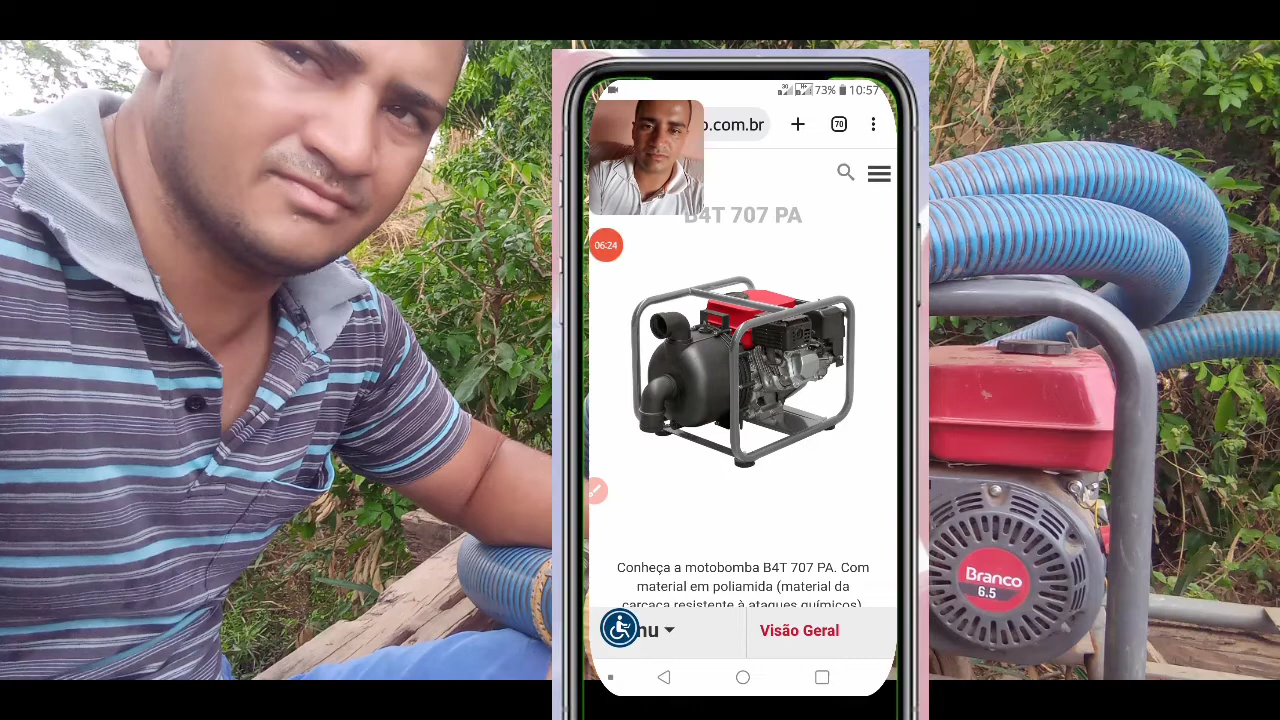 73% 10:57
o.com.br
70
B4T 707 PA
06:24
Conheça a motobomba B4T 707 PA. Com
material em poliamida (material da
carcaça resistente à ataques químicos)
nu
Visão Geral
Branco
6.5